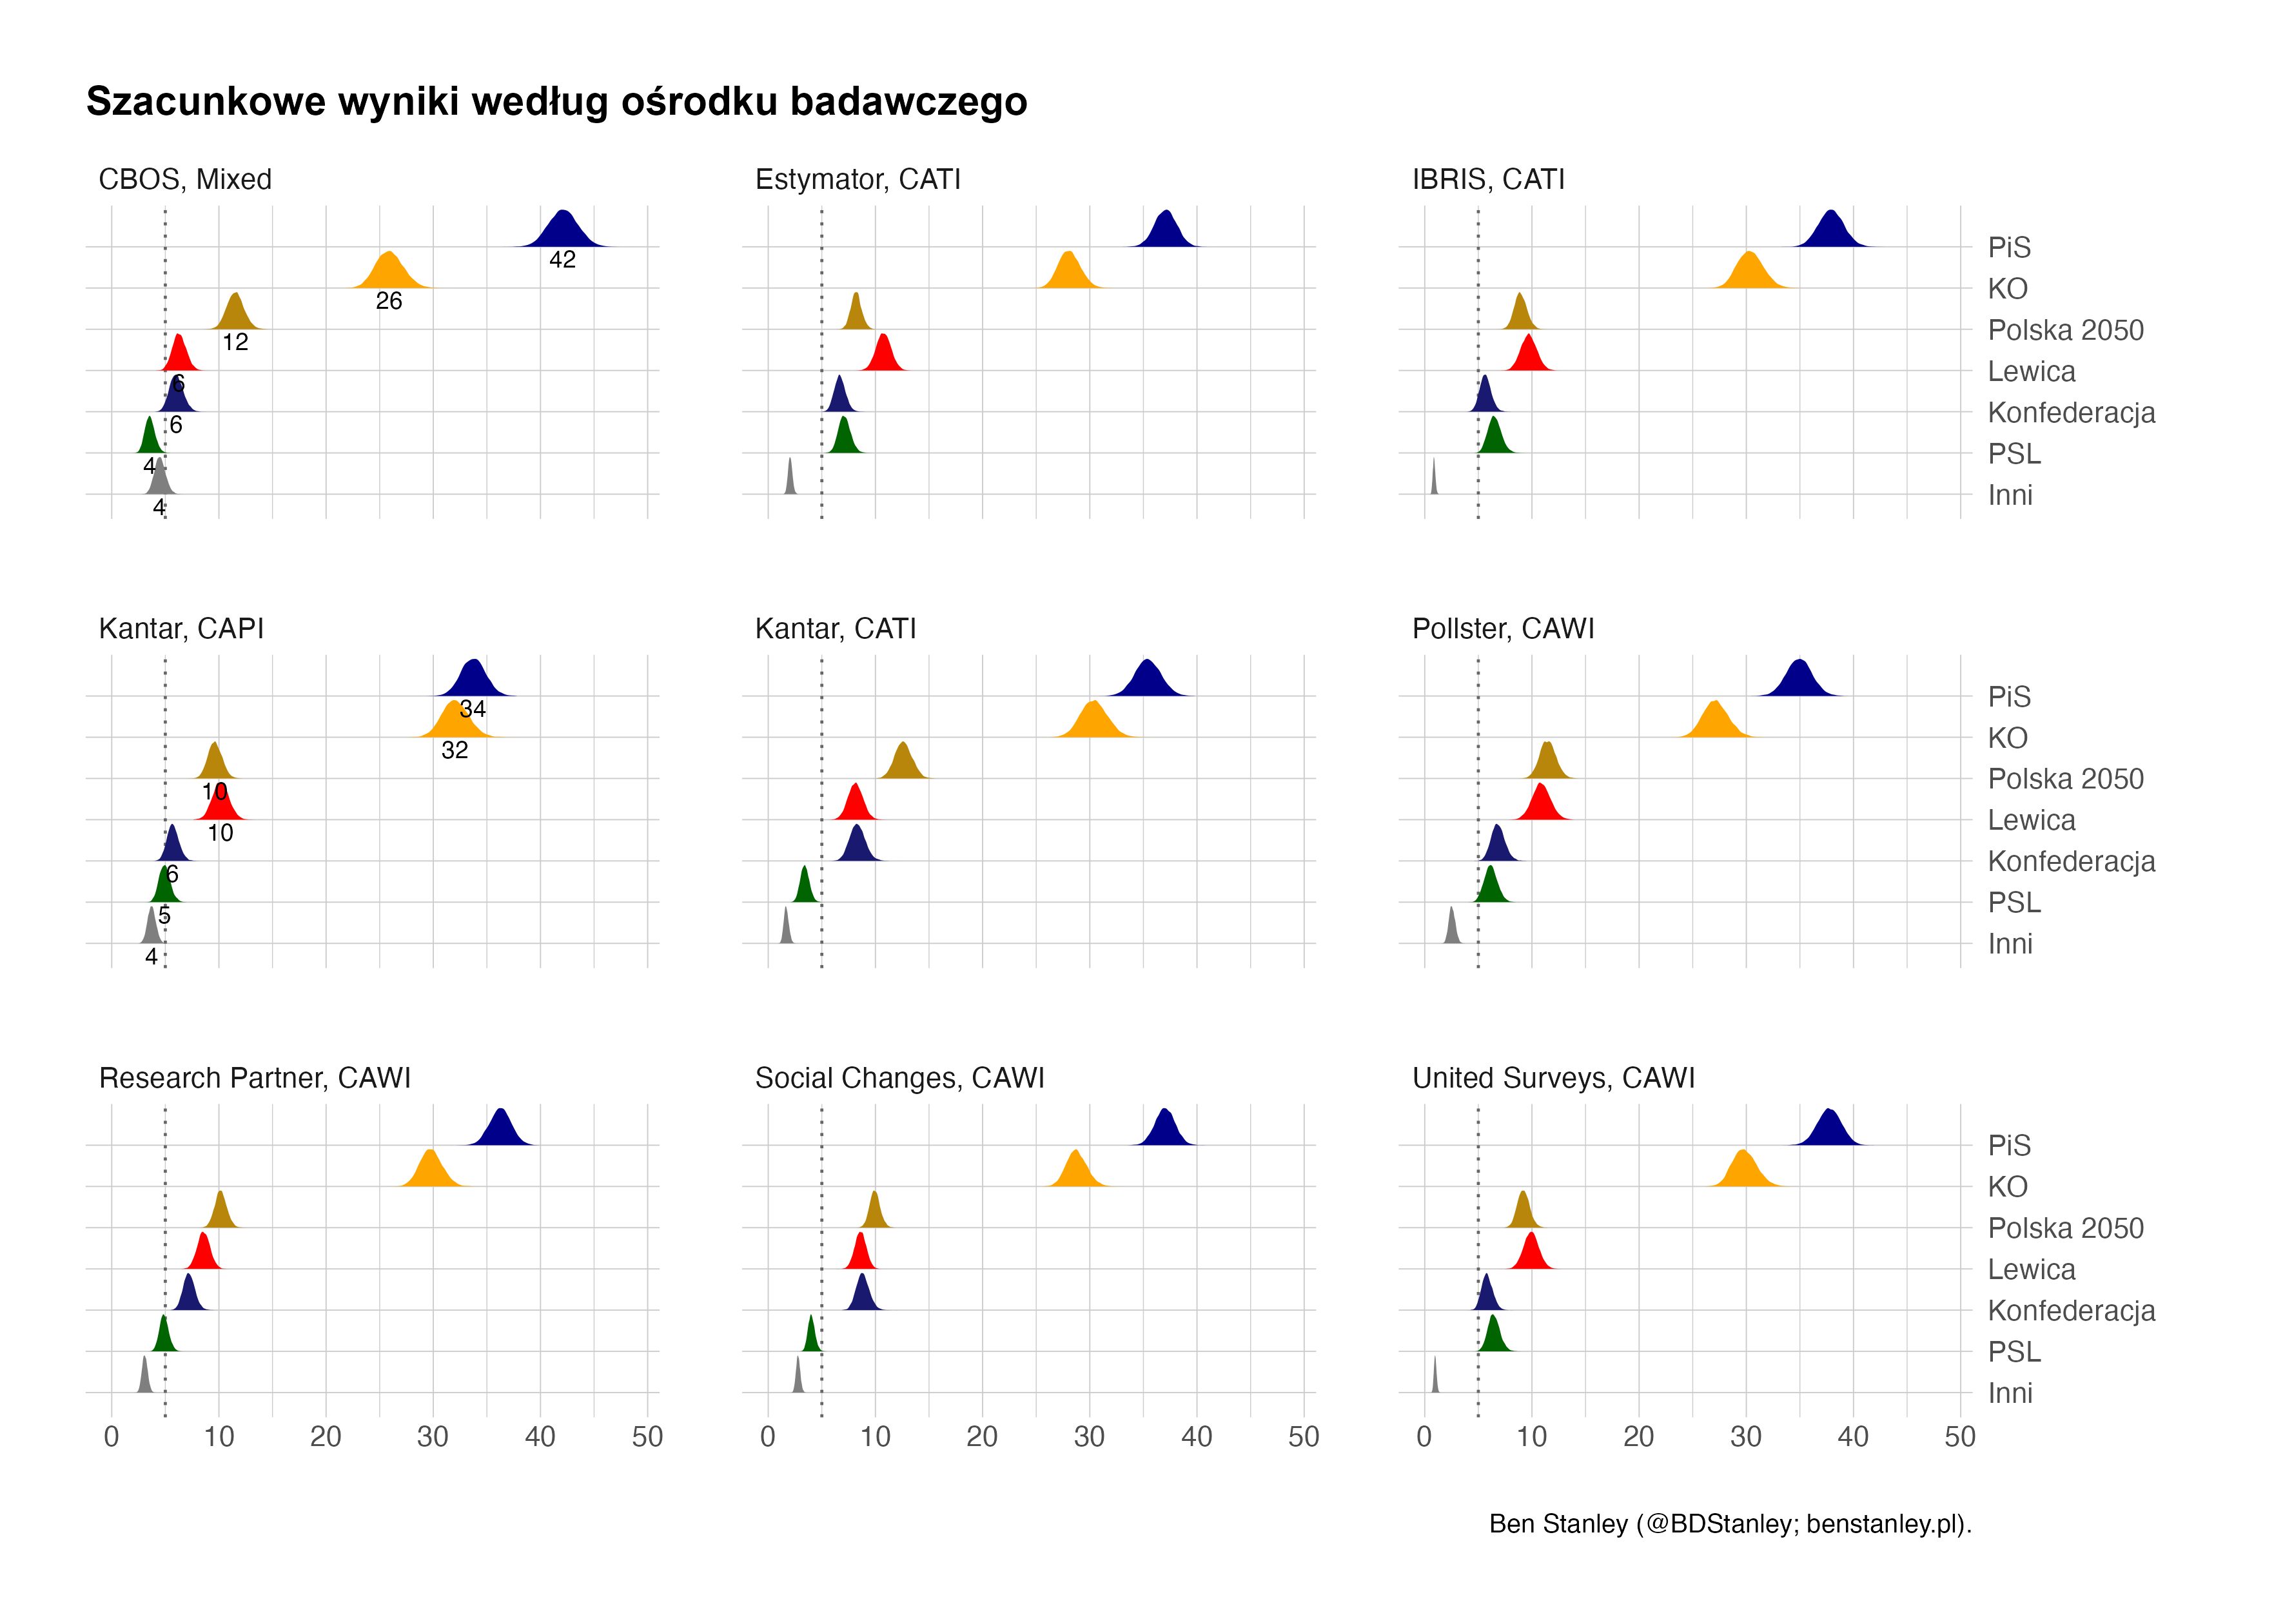 Szacunkowe wyniki według ośrodku badawczego
CBOS, Mixed
Estymator, CATI
IBRIS, CATI
42
26
12
6
6
4
4
PiS
KO
Polska 2050
Lewica
Konfederacja
PSL
Inni
Kantar, CAPI
Kantar, CATI
Pollster, CAWI
34
32
10
10
6
5
4
PiS
KO
Polska 2050
Lewica
Konfederacja
PSL
Inni
Research Partner, CAWI
Social Changes, CAWI
United Surveys, CAWI
PiS
KO
Polska 2050
Lewica
Konfederacja
PSL
Inni
0 10 20 30 40 50
0 10 20 30 40 50
0 10 20 30 40 50
Ben Stanley (@BDStanley; benstanley.pl).